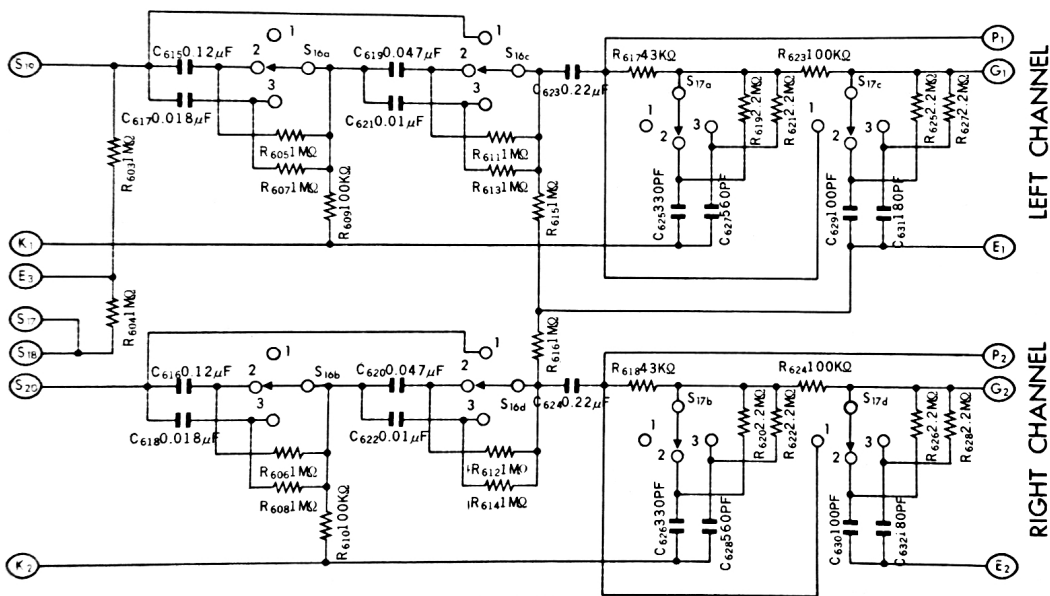 1
P1
C615 0.12μF
S16a
C619 0.047μF
2
S16c
R617 43KΩ
R623 100KΩ
S19
2
G1
3
3
C623 0.22μF
S17a
S17c
C617 0.018μF
C621 0.01μF
1
3
1
3
R619 2.2MΩ
R621 2.2MΩ
R625 2.2MΩ
R627 2.2MΩ
2
2
R603 1MΩ
R605 1MΩ
R611 1MΩ
R607 1MΩ
R613 1MΩ
R609 100KΩ
R615 1MΩ
C625 330PF
C627 560PF
C629 100PF
C631 180PF
LEFT CHANNEL
K1
E1
E3
R604 1MΩ
S17
S18
1
1
R616 1MΩ
P2
C616 0.12μF
S16b
C620 0.047μF
2
R618 43KΩ
R624 100KΩ
S20
2
G2
3
3
S16d
C624 0.22μF
S17b
S17d
C618 0.018μF
C622 0.01μF
1
3
1
3
R620 2.2MΩ
R622 2.2MΩ
R626 2.2MΩ
R628 2.2MΩ
2
2
R606 1MΩ
R612 1MΩ
R608 1MΩ
R614 1MΩ
R610 100KΩ
C626 330PF
C628 560PF
C630 100PF
C632 180PF
RIGHT CHANNEL
K2
E2